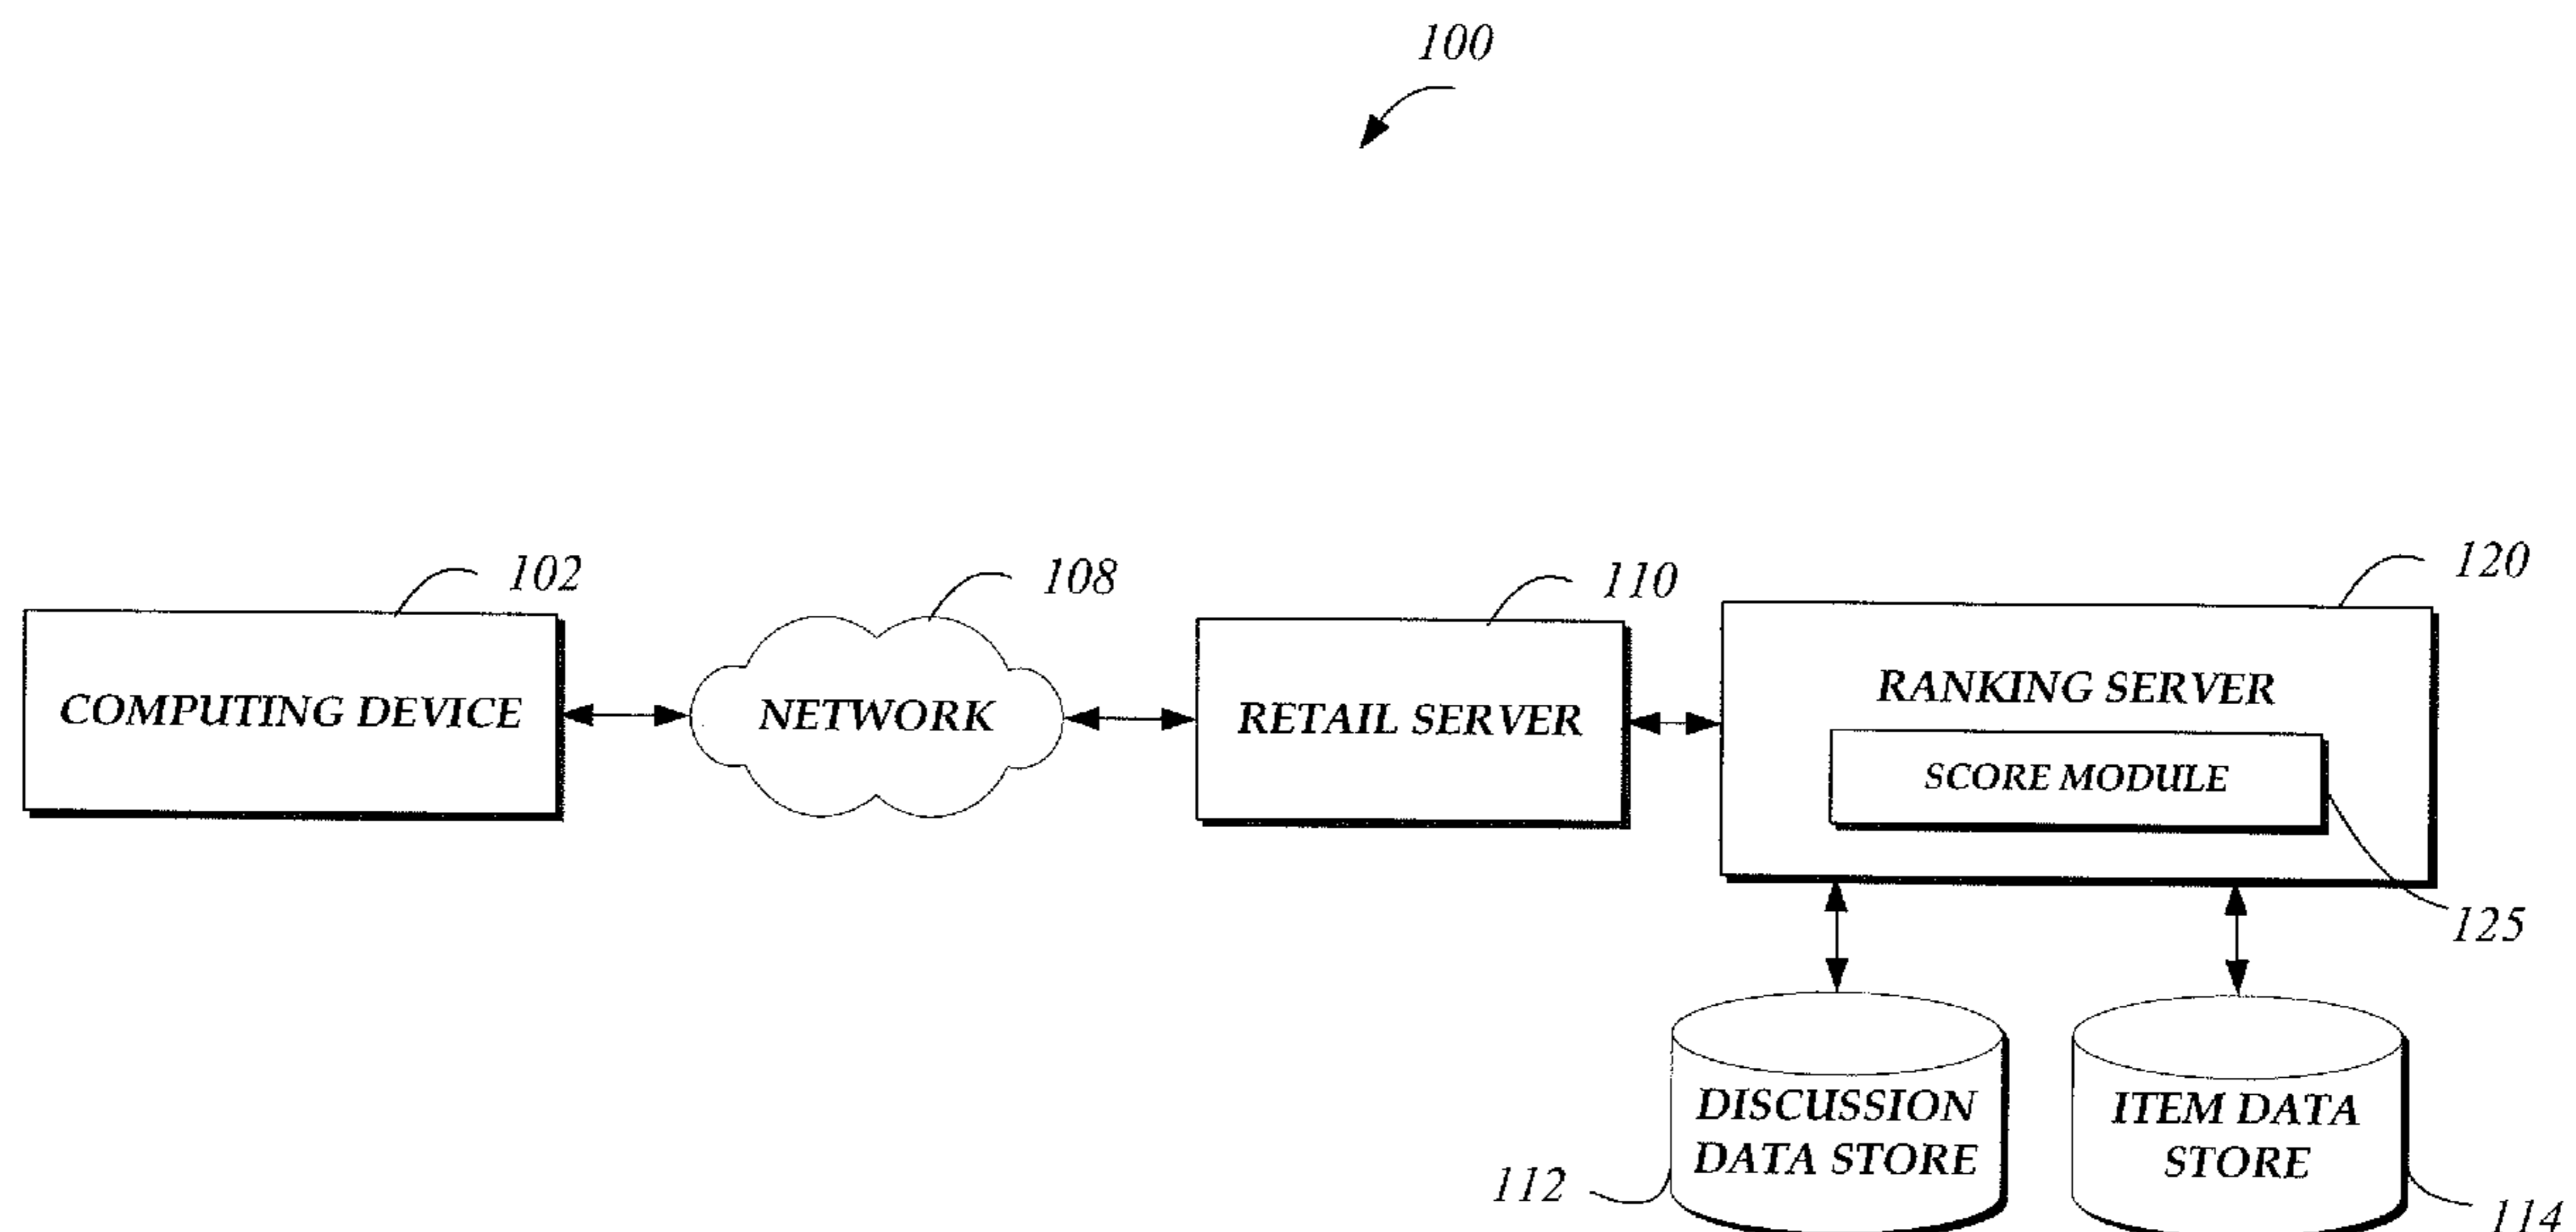 100
102
108
110
120
COMPUTING DEVICE
NETWORK
RETAIL SERVER
RANKING SERVER
SCORE MODULE
125
DISCUSSION
DATA STORE
ITEM DATA
STORE
112
114